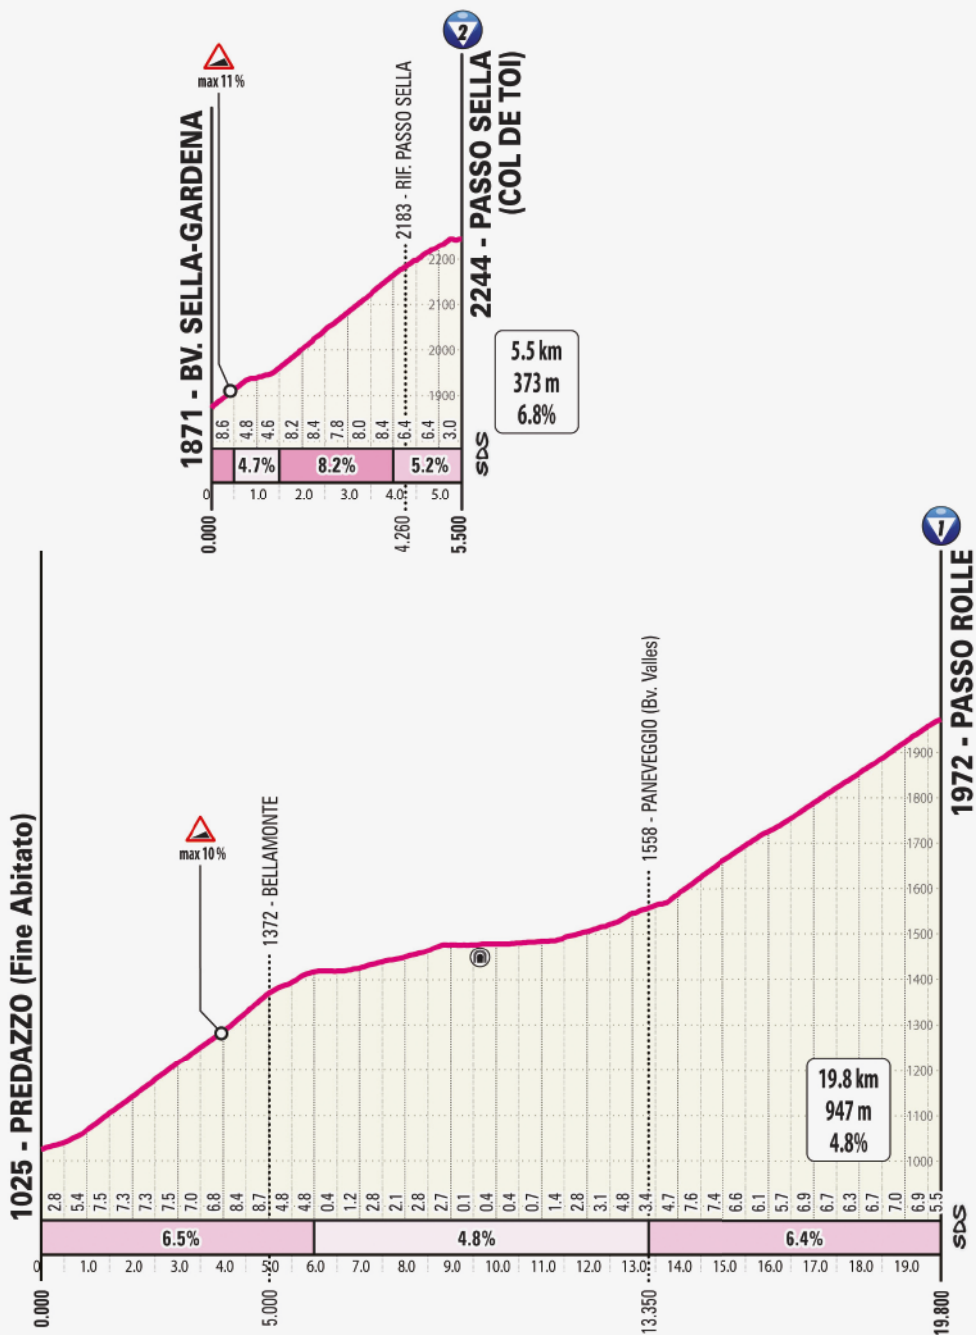 2
max 11%
1871 - BV. SELLA-GARDENA
2183 - RIF. PASSO SELLA
2244 - PASSO SELLA
(COL DE TOI)
2200
2100
2000
1900
5.5 km
373 m
6.8%
8.6 4.8 4.6 8.2 8.4 7.8 8.0 8.4 6.4 6.4 3.0
4.7% 8.2% 5.2%
SDS
0 1.0 2.0 3.0 4.0 5.0
0.000 4.260 5.500
1
1972 - PASSO ROLLE
1558 - PANEVEGGIO (Bv. Valles)
1372 - BELLAMONTE
max 10%
1025 - PREDAZZO (Fine Abitato)
1900
1800
1700
1600
1500
1400
1300
1200
1100
1000
19.8 km
947 m
4.8%
2.8 5.4 7.5 7.3 7.3 7.5 7.0 6.8 8.4 8.7 4.8 4.8 0.4 1.2 2.8 2.1 2.8 2.7 0.1 0.4 0.4 0.7 1.4 2.8 3.1 4.8 3.4 4.7 7.6 7.4 6.6 6.1 5.7 6.9 6.7 6.3 6.7 7.0 6.9 5.5
6.5% 4.8% 6.4%
SDS
0 1.0 2.0 3.0 4.0 5.0 6.0 7.0 8.0 9.0 10.0 11.0 12.0 13.0 14.0 15.0 16.0 17.0 18.0 19.0
0.000 5.000 13.350 19.800